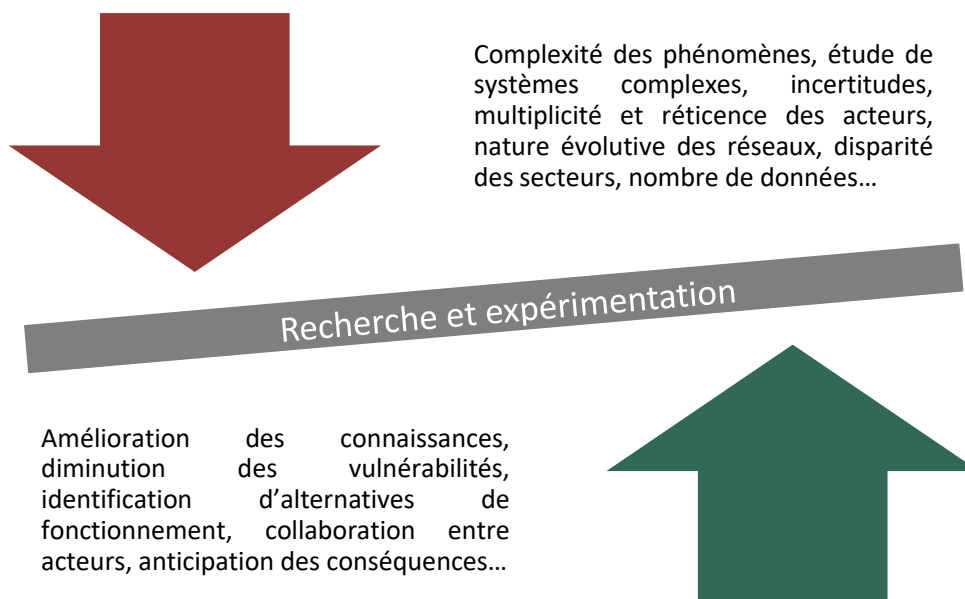 Complexité des phénomènes, étude de
systèmes complexes, incertitudes,
multiplicité et réticence des acteurs,
nature évolutive des réseaux, disparité
des secteurs, nombre de données…
Recherche et expérimentation
Amélioration des connaissances,
diminution des vulnérabilités,
identification d’alternatives de
fonctionnement, collaboration entre
acteurs, anticipation des conséquences…